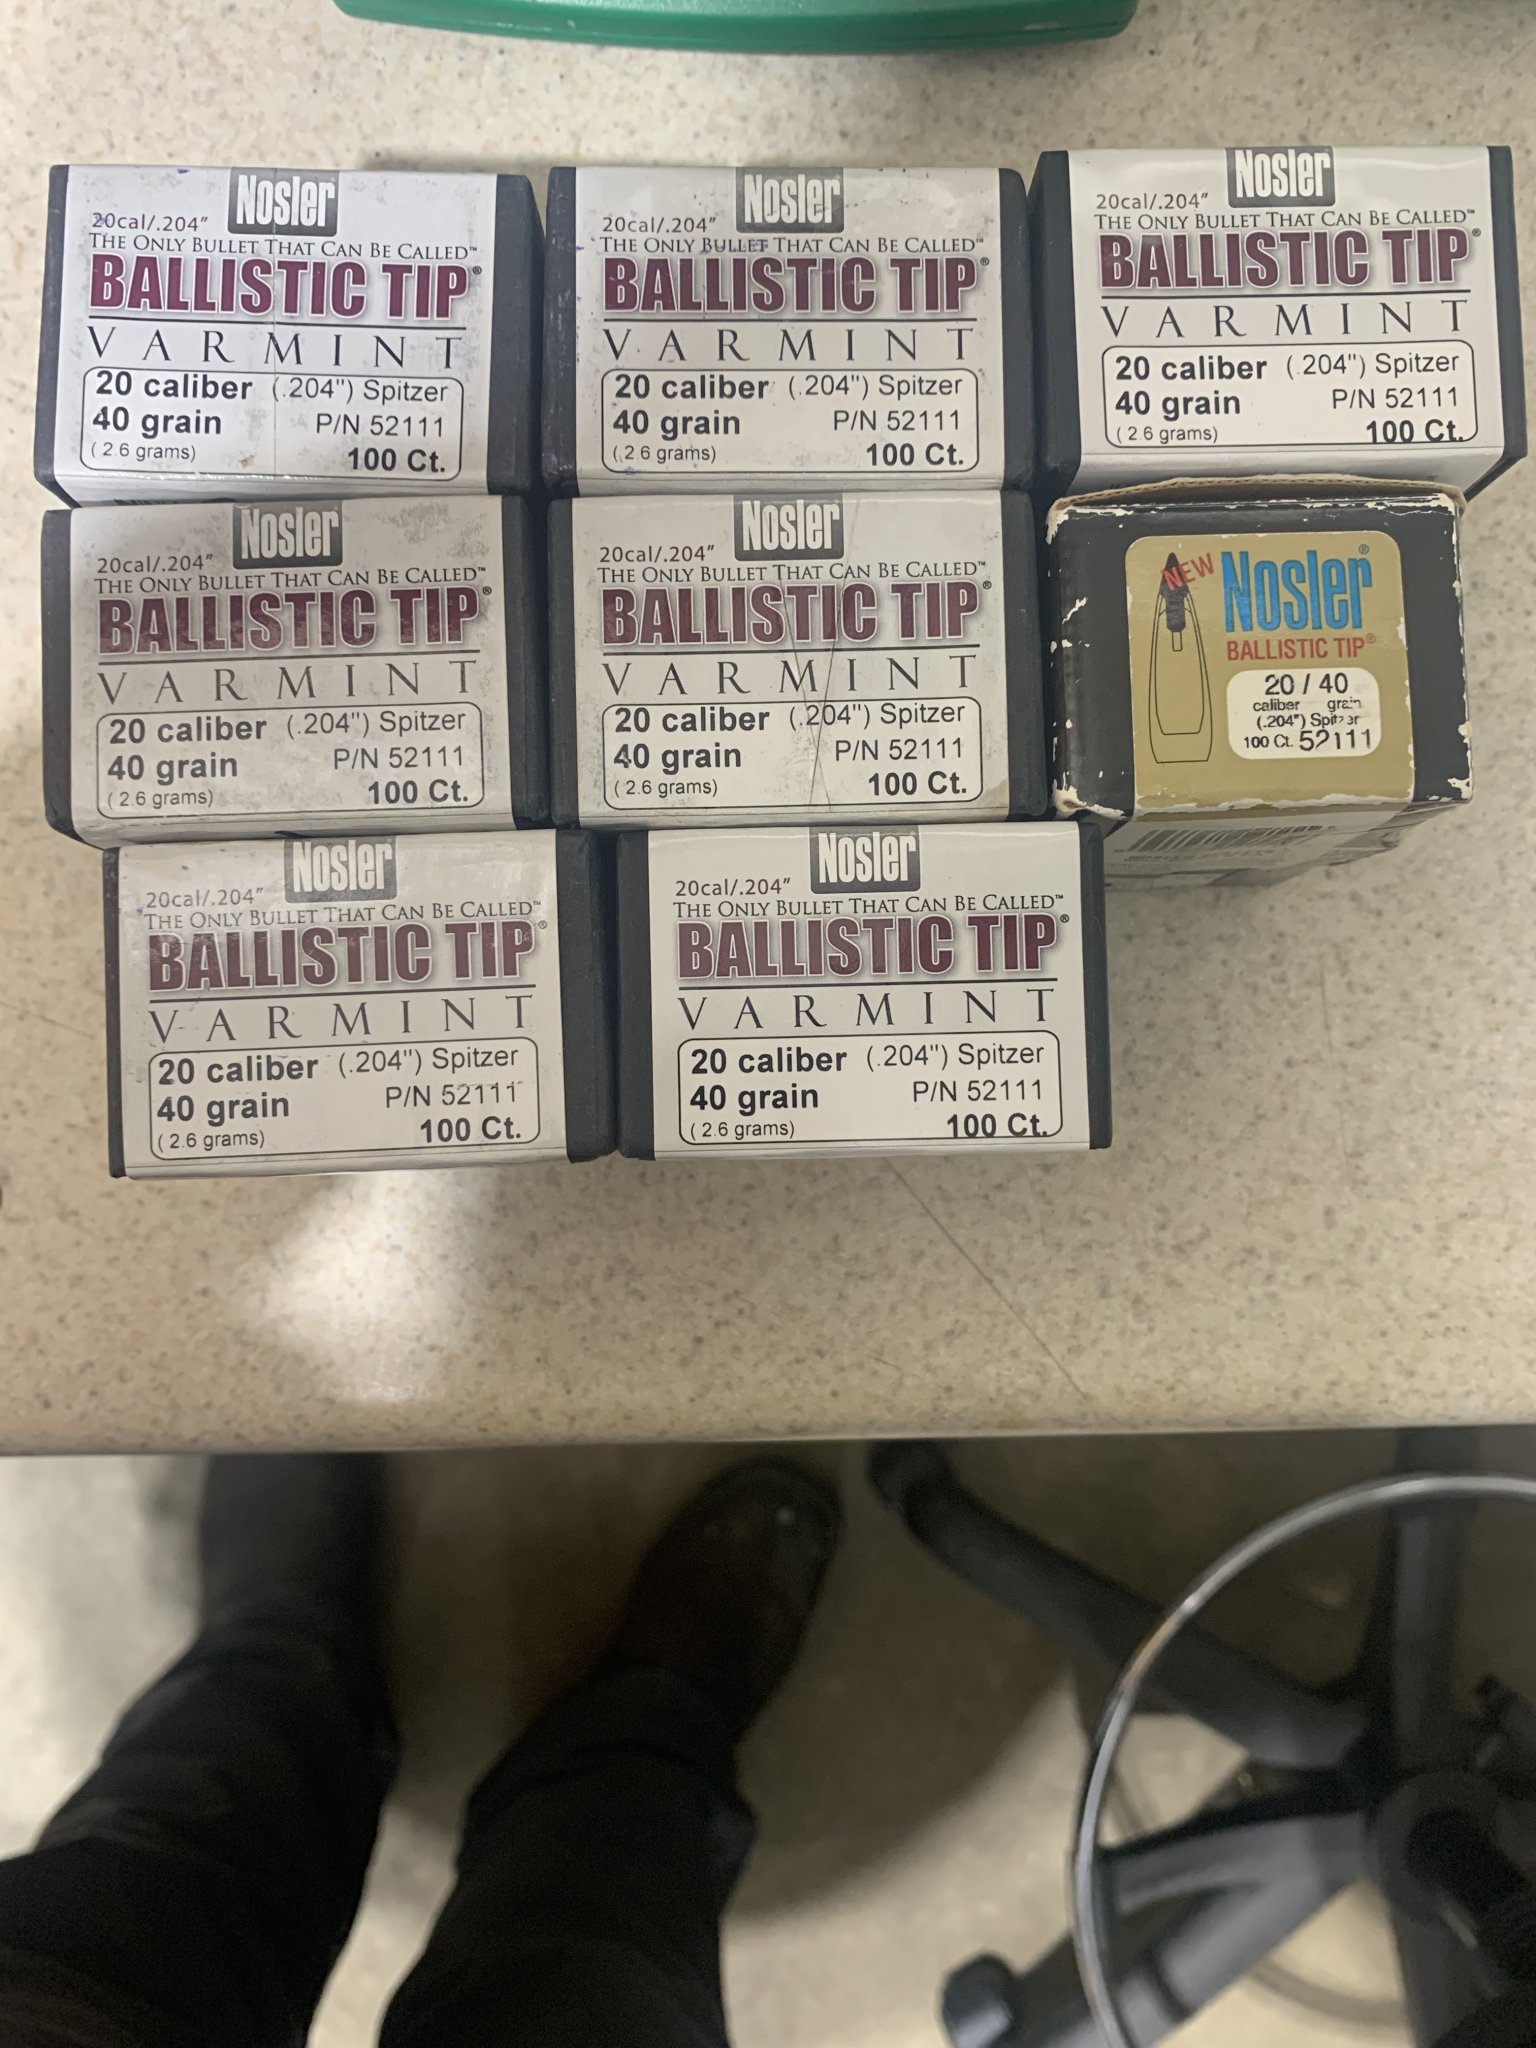 Nosler
20cal/.204"
THE ONLY BULLET THAT CAN BE CALLED™
BALLISTIC TIP®
VARMINT
20 caliber (.204") Spitzer
40 grain P/N 52111
(2.6 grams) 100 Ct.
Nosler
20cal/.204"
THE ONLY BULLET THAT CAN BE CALLED™
BALLISTIC TIP®
VARMINT
20 caliber (.204") Spitzer
40 grain P/N 52111
(2.6 grams) 100 Ct.
Nosler
20cal/.204"
THE ONLY BULLET THAT CAN BE CALLED™
BALLISTIC TIP®
VARMINT
20 caliber (.204") Spitzer
40 grain P/N 52111
(2.6 grams) 100 Ct.
Nosler
20cal/.204"
THE ONLY BULLET THAT CAN BE CALLED™
BALLISTIC TIP®
VARMINT
20 caliber (.204") Spitzer
40 grain P/N 52111
(2.6 grams) 100 Ct.
Nosler
20cal/.204"
THE ONLY BULLET THAT CAN BE CALLED™
BALLISTIC TIP®
VARMINT
20 caliber (.204") Spitzer
40 grain P/N 52111
(2.6 grams) 100 Ct.
NEW Nosler®
BALLISTIC TIP®
20 / 40
caliber grain
(.204") Spitzer
100 Ct. 52111
Nosler
20cal/.204"
THE ONLY BULLET THAT CAN BE CALLED™
BALLISTIC TIP®
VARMINT
20 caliber (.204") Spitzer
40 grain P/N 52111
(2.6 grams) 100 Ct.
Nosler
20cal/.204"
THE ONLY BULLET THAT CAN BE CALLED™
BALLISTIC TIP®
VARMINT
20 caliber (.204") Spitzer
40 grain P/N 52111
(2.6 grams) 100 Ct.